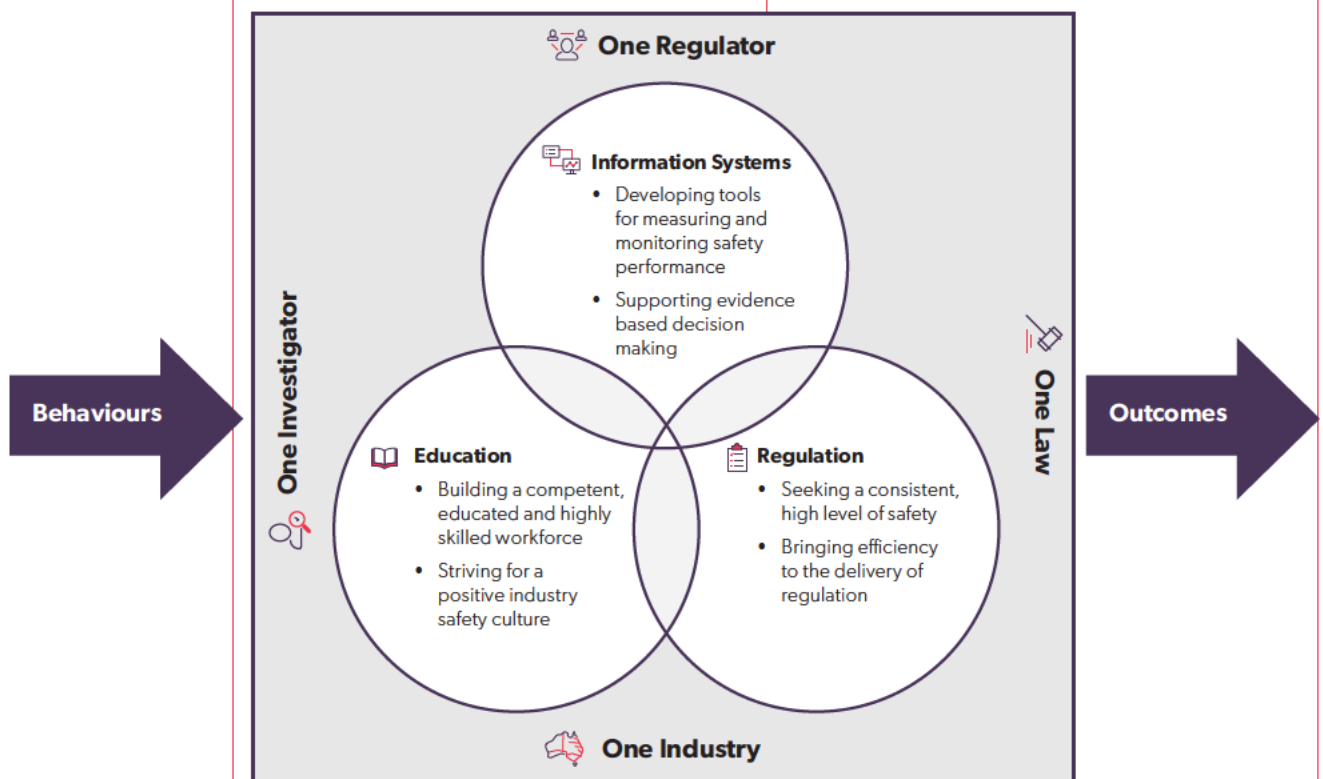 One Regulator
Information Systems
• Developing tools
for measuring and
monitoring safety
performance
• Supporting evidence
based decision
making
Behaviours
One Investigator
Education
• Building a competent,
educated and highly
skilled workforce
• Striving for a
positive industry
safety culture
Regulation
• Seeking a consistent,
high level of safety
• Bringing efficiency
to the delivery of
regulation
One Law
Outcomes
One Industry